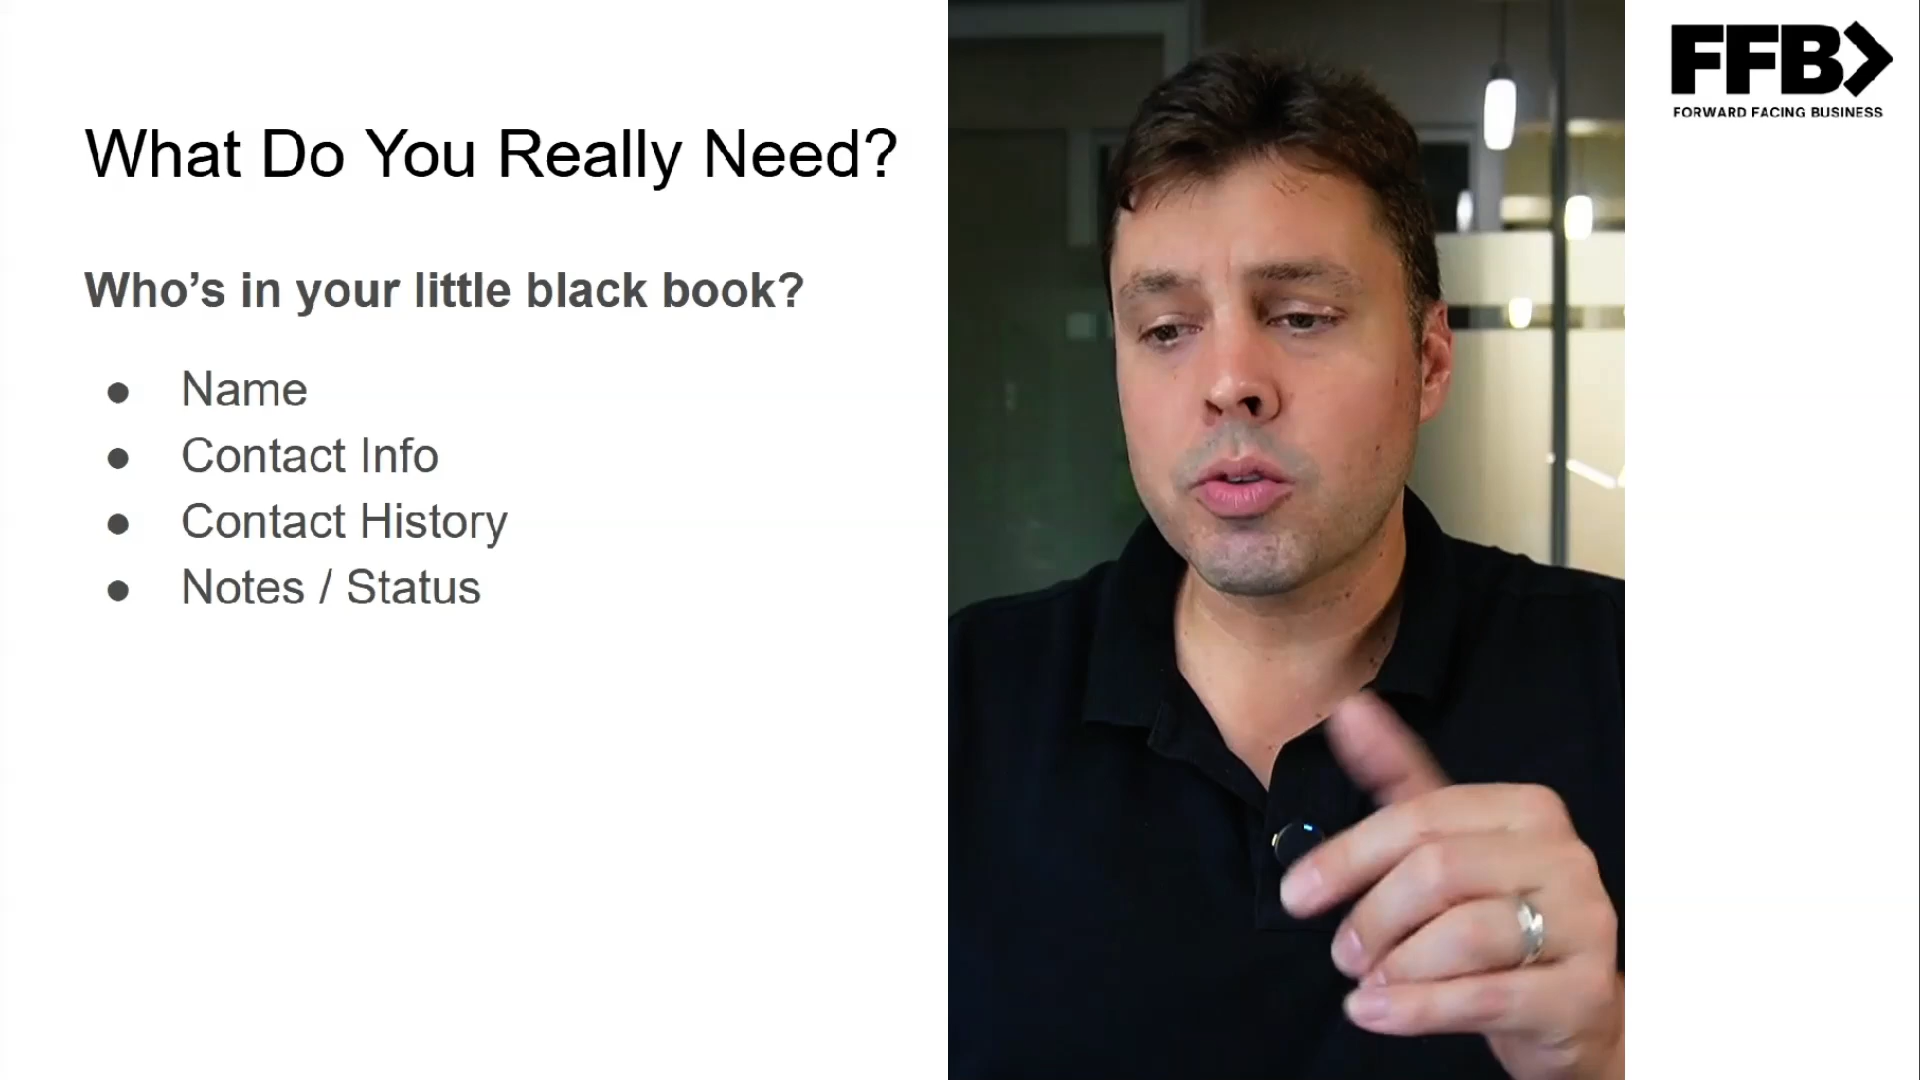 What Do You Really Need?
Who’s in your little black book?
● Name
● Contact Info
● Contact History
● Notes / Status
FFB
FORWARD FACING BUSINESS